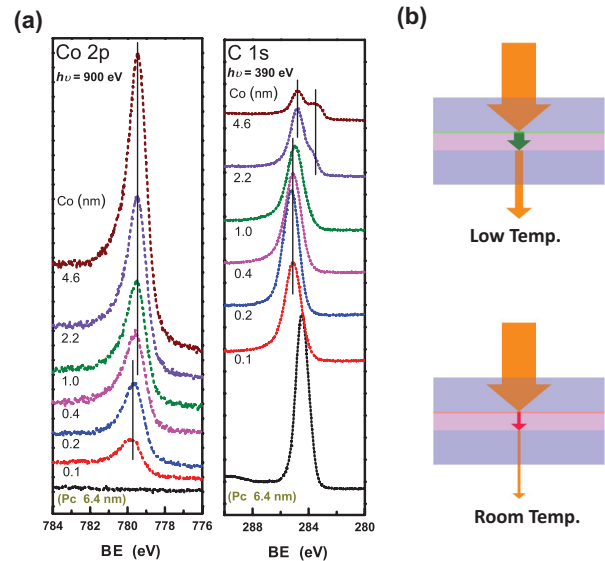 (a)
Co 2p
hυ = 900 eV
Co (nm)
4.6
2.2
1.0
0.4
0.2
0.1
(Pc 6.4 nm)
784 782 780 778 776
BE (eV)
C 1s
hυ = 390 eV
Co (nm)
4.6
2.2
1.0
0.4
0.2
0.1
(Pc 6.4 nm)
288 284 280
BE (eV)
(b)
Low Temp.
Room Temp.